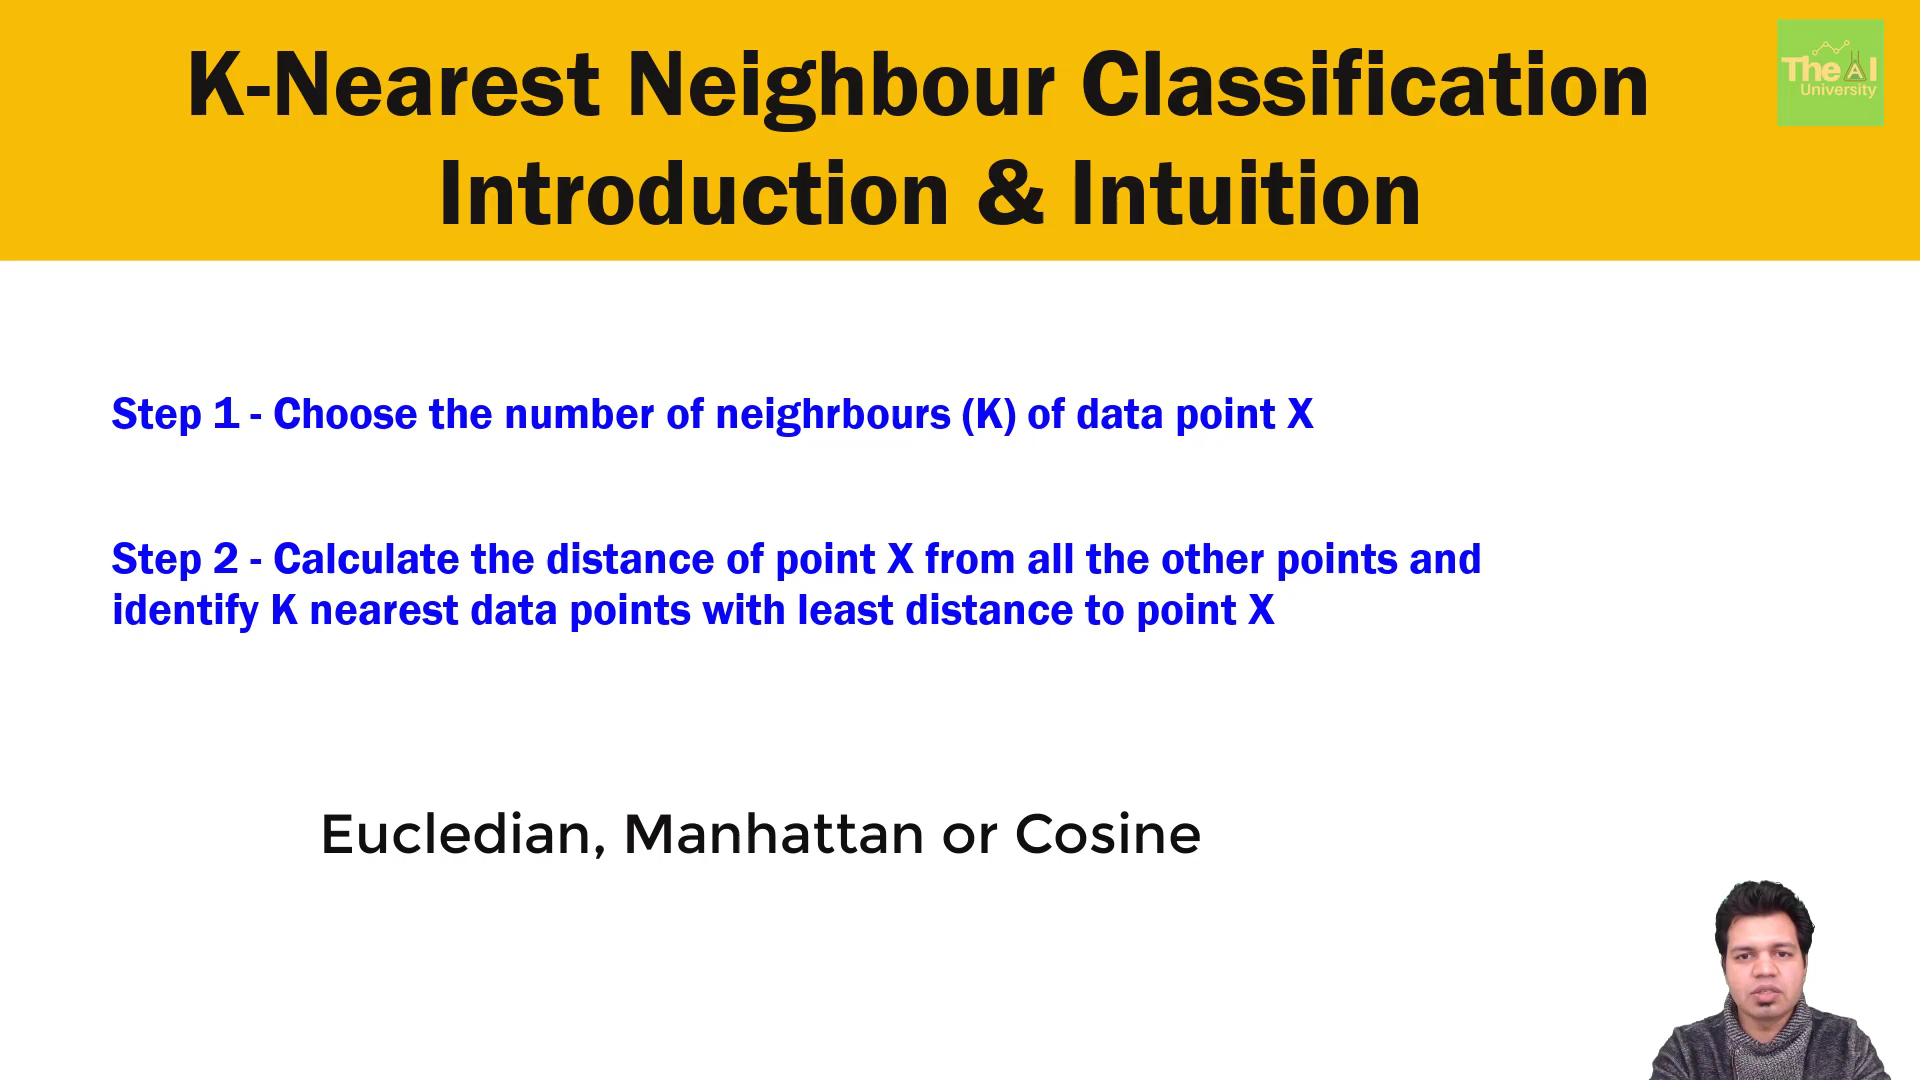 K-Nearest Neighbour Classification
Introduction & Intuition
The AI
University
Step 1 - Choose the number of neighrbours (K) of data point X
Step 2 - Calculate the distance of point X from all the other points and
identify K nearest data points with least distance to point X
Eucledian, Manhattan or Cosine